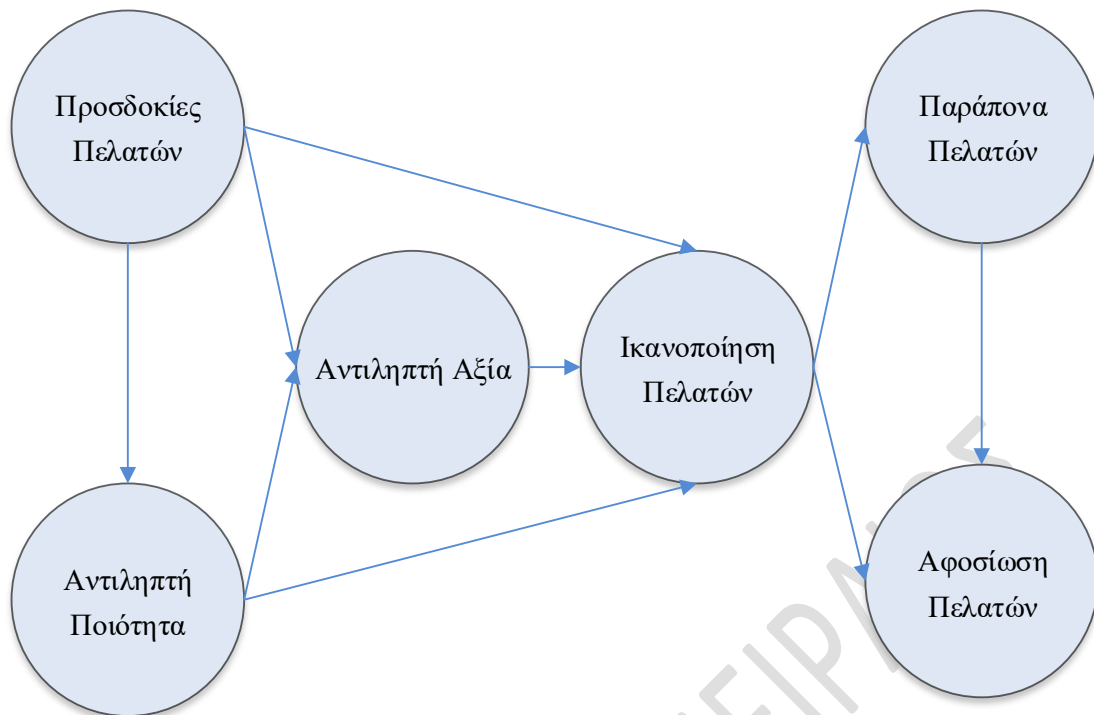 Προσδοκίες
Πελατών
Παράπονα
Πελατών
Αντιληπτή Αξία
Ικανοποίηση
Πελατών
Αντιληπτή
Ποιότητα
Αφοσίωση
Πελατών